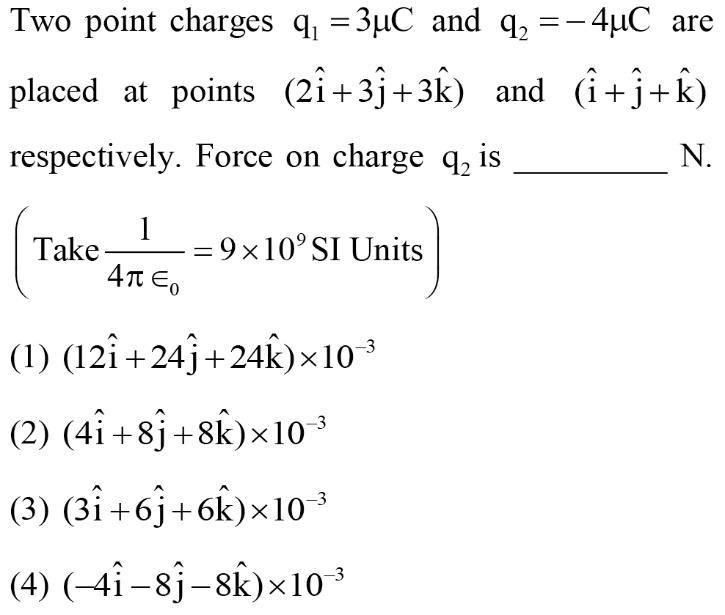 Two point charges q₁ = 3μC and q₂ = – 4μC are
placed at points (2î + 3ĵ + 3k̂) and (î + ĵ + k̂)
respectively. Force on charge q₂ is _________ N.
(Take 1/(4π ∈₀) = 9 × 10⁹ SI Units)
(1) (12î + 24ĵ + 24k̂) × 10⁻³
(2) (4î + 8ĵ + 8k̂) × 10⁻³
(3) (3î + 6ĵ + 6k̂) × 10⁻³
(4) (–4î – 8ĵ – 8k̂) × 10⁻³